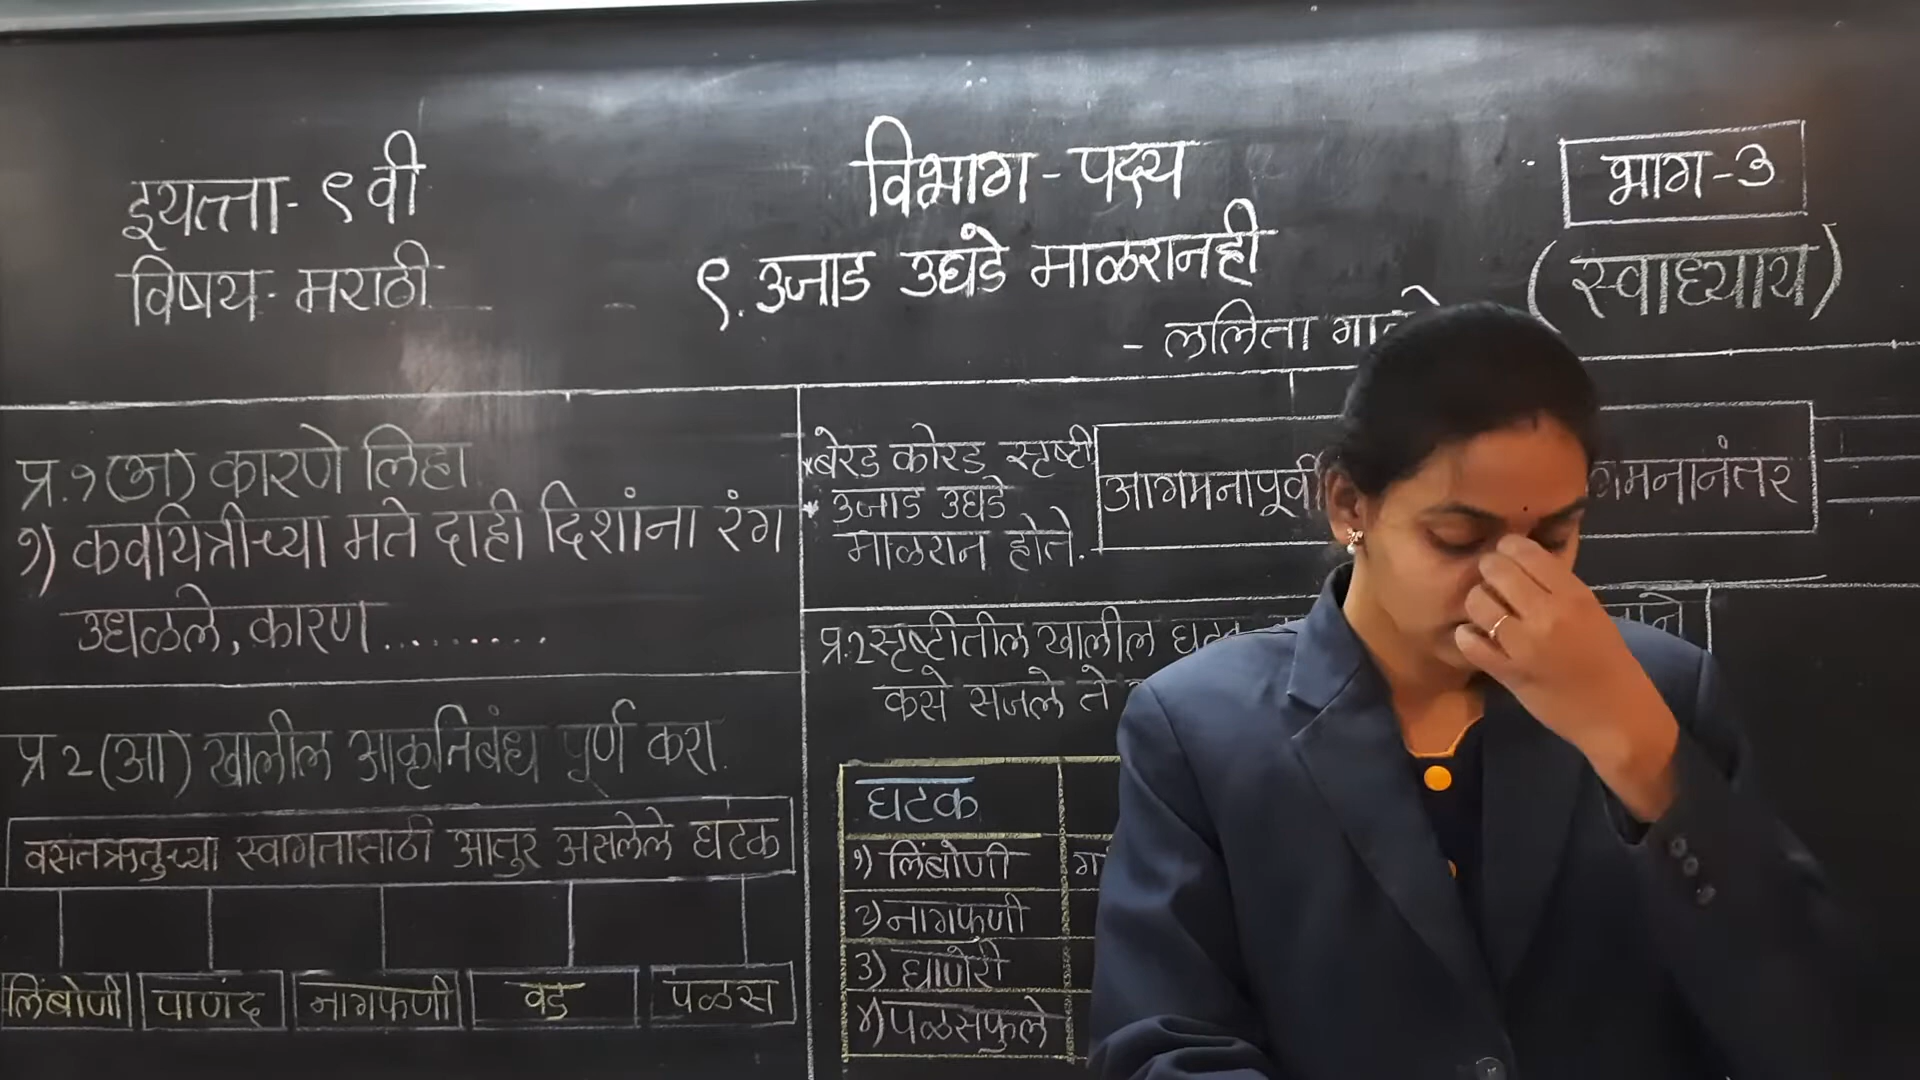 इयत्ता- ९वी
विषय- मराठी
विभाग- पद्य
९. उजाड उघडे माळरानही
- ललिता
भाग-३
(स्वाध्याय)
प्र.१(अ) कारणे लिहा
१) कवयित्रीच्या मते दाही दिशांना रंग
उधळले, कारण.........
प्र २(आ) खालील आकृतिबंध पूर्ण करा.
वसंतऋतुच्या स्वागतासाठी आतुर असलेले घटक
लिंबोणी पाणंद नागफणी वड पळस
*बेरड कोरड सृष्टी
* उजाड उघडे
माळरान होते.
आगमनापूर्वी
प्र.२ सृष्टीतील खालील
कसे सजले ते
घटक
१) लिंबोणी
२) नागफणी
३) घाणेरी
४) पळसफुले